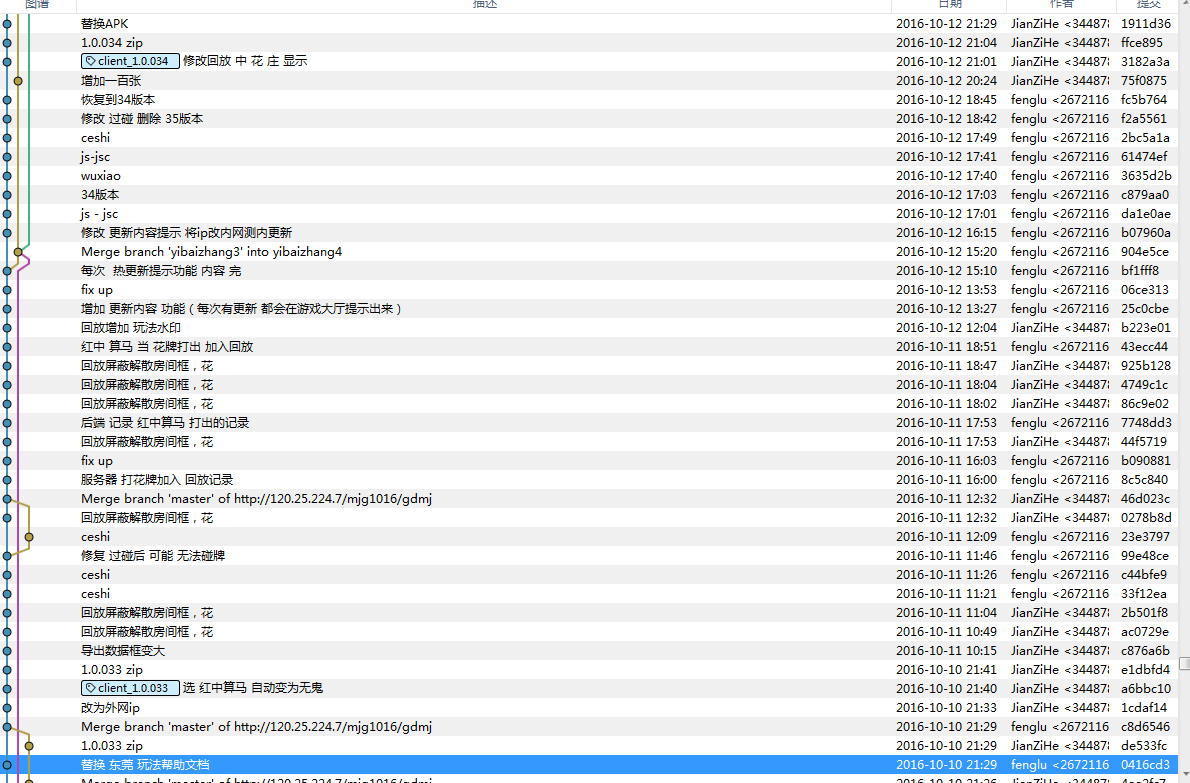 图谱 描述 日期 作者 提交
替换APK 2016-10-12 21:29 JianZiHe <34487 1911d36
1.0.034 zip 2016-10-12 21:04 JianZiHe <34487 ffce895
client_1.0.034 修改回放 中 花 庄 显示 2016-10-12 21:01 JianZiHe <34487 3182a3a
增加一百张 2016-10-12 20:24 JianZiHe <34487 75f0875
恢复到34版本 2016-10-12 18:45 fenglu <2672116 fc5b764
修改 过碰 删除 35版本 2016-10-12 18:42 fenglu <2672116 f2a5561
ceshi 2016-10-12 17:49 fenglu <2672116 2bc5a1a
js-jsc 2016-10-12 17:41 fenglu <2672116 61474ef
wuxiao 2016-10-12 17:40 fenglu <2672116 3635d2b
34版本 2016-10-12 17:03 fenglu <2672116 c879aa0
js - jsc 2016-10-12 17:01 fenglu <2672116 da1e0ae
修改 更新内容提示 将ip改内网测内更新 2016-10-12 16:15 fenglu <2672116 b07960a
Merge branch 'yibaizhang3' into yibaizhang4 2016-10-12 15:20 fenglu <2672116 904e5ce
每次 热更新提示功能 内容 完 2016-10-12 15:10 fenglu <2672116 bf1fff8
fix up 2016-10-12 13:53 fenglu <2672116 06ce313
增加 更新内容 功能（每次有更新 都会在游戏大厅提示出来） 2016-10-12 13:27 fenglu <2672116 25c0cbe
回放增加 玩法水印 2016-10-12 12:04 JianZiHe <34487 b223e01
红中 算马 当 花牌打出 加入回放 2016-10-11 18:51 fenglu <2672116 43ecc44
回放屏蔽解散房间框，花 2016-10-11 18:47 JianZiHe <34487 925b128
回放屏蔽解散房间框，花 2016-10-11 18:04 JianZiHe <34487 4749c1c
回放屏蔽解散房间框，花 2016-10-11 18:02 JianZiHe <34487 86c9e02
后端 记录 红中算马 打出的记录 2016-10-11 17:53 fenglu <2672116 7748dd3
回放屏蔽解散房间框，花 2016-10-11 17:53 JianZiHe <34487 44f5719
fix up 2016-10-11 16:03 fenglu <2672116 b090881
服务器 打花牌加入 回放记录 2016-10-11 16:00 fenglu <2672116 8c5c840
Merge branch 'master' of http://120.25.224.7/mjg1016/gdmj 2016-10-11 12:32 JianZiHe <34487 46d023c
回放屏蔽解散房间框，花 2016-10-11 12:32 JianZiHe <34487 0278b8d
ceshi 2016-10-11 12:09 fenglu <2672116 23e3797
修复 过碰后 可能 无法碰牌 2016-10-11 11:46 fenglu <2672116 99e48ce
ceshi 2016-10-11 11:26 fenglu <2672116 c44bfe9
ceshi 2016-10-11 11:21 fenglu <2672116 33f12ea
回放屏蔽解散房间框，花 2016-10-11 11:04 JianZiHe <34487 2b501f8
回放屏蔽解散房间框，花 2016-10-11 10:49 JianZiHe <34487 ac0729e
导出数据框变大 2016-10-11 10:15 JianZiHe <34487 c876a6b
1.0.033 zip 2016-10-10 21:41 JianZiHe <34487 e1dbfd4
client_1.0.033 选 红中算马 自动变为无鬼 2016-10-10 21:40 JianZiHe <34487 a6bbc10
改为外网ip 2016-10-10 21:33 JianZiHe <34487 1cdaf14
Merge branch 'master' of http://120.25.224.7/mjg1016/gdmj 2016-10-10 21:29 fenglu <2672116 c8d6546
1.0.033 zip 2016-10-10 21:29 JianZiHe <34487 de533fc
替换 东莞 玩法帮助文档 2016-10-10 21:29 fenglu <2672116 0416cd3